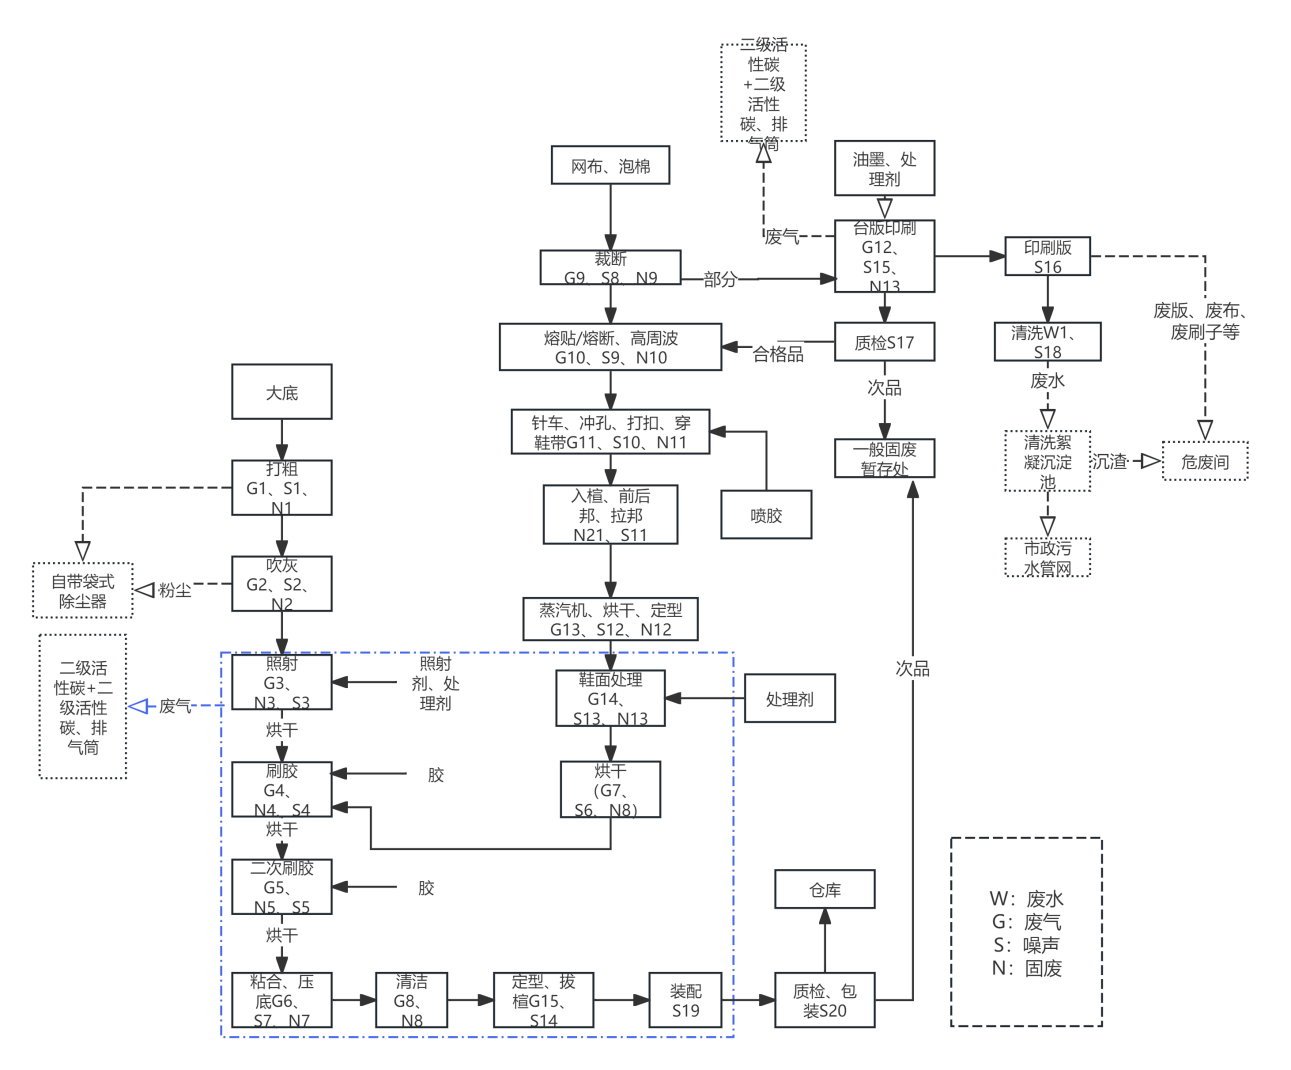 二级活
性碳
+二级
活性
碳、排
气筒
网布、泡棉
油墨、处
理剂
裁断
G9、S8、N9
部分
废气
台版印刷
G12、
S15、
N13
印刷版
S16
废版、废布、
废刷子等
熔贴/熔断、高周波
G10、S9、N10
合格品
质检S17
清洗W1、
S18
次品
废水
大底
针车、冲孔、打扣、穿
鞋带G11、S10、N11
一般固废
暂存处
清洗絮
凝沉淀
池
沉渣
危废间
打粗
G1、S1、
N1
入楦、前后
邦、拉邦
N21、S11
喷胶
市政污
水管网
吹灰
G2、S2、
N2
粉尘
自带袋式
除尘器
蒸汽机、烘干、定型
G13、S12、N12
二级活
性碳+二
级活性
碳、排
气筒
废气
照射
G3、
N3、S3
照射
剂、处
理剂
鞋面处理
G14、
S13、N13
处理剂
次品
烘干
刷胶
G4、
N4、S4
胶
烘干
（G7、
S6、N8）
烘干
二次刷胶
G5、
N5、S5
胶
烘干
仓库
粘合、压
底G6、
S7、N7
清洁
G8、
N8
定型、拔
楦G15、
S14
装配
S19
质检、包
装S20
W：废水
G：废气
S：噪声
N：固废